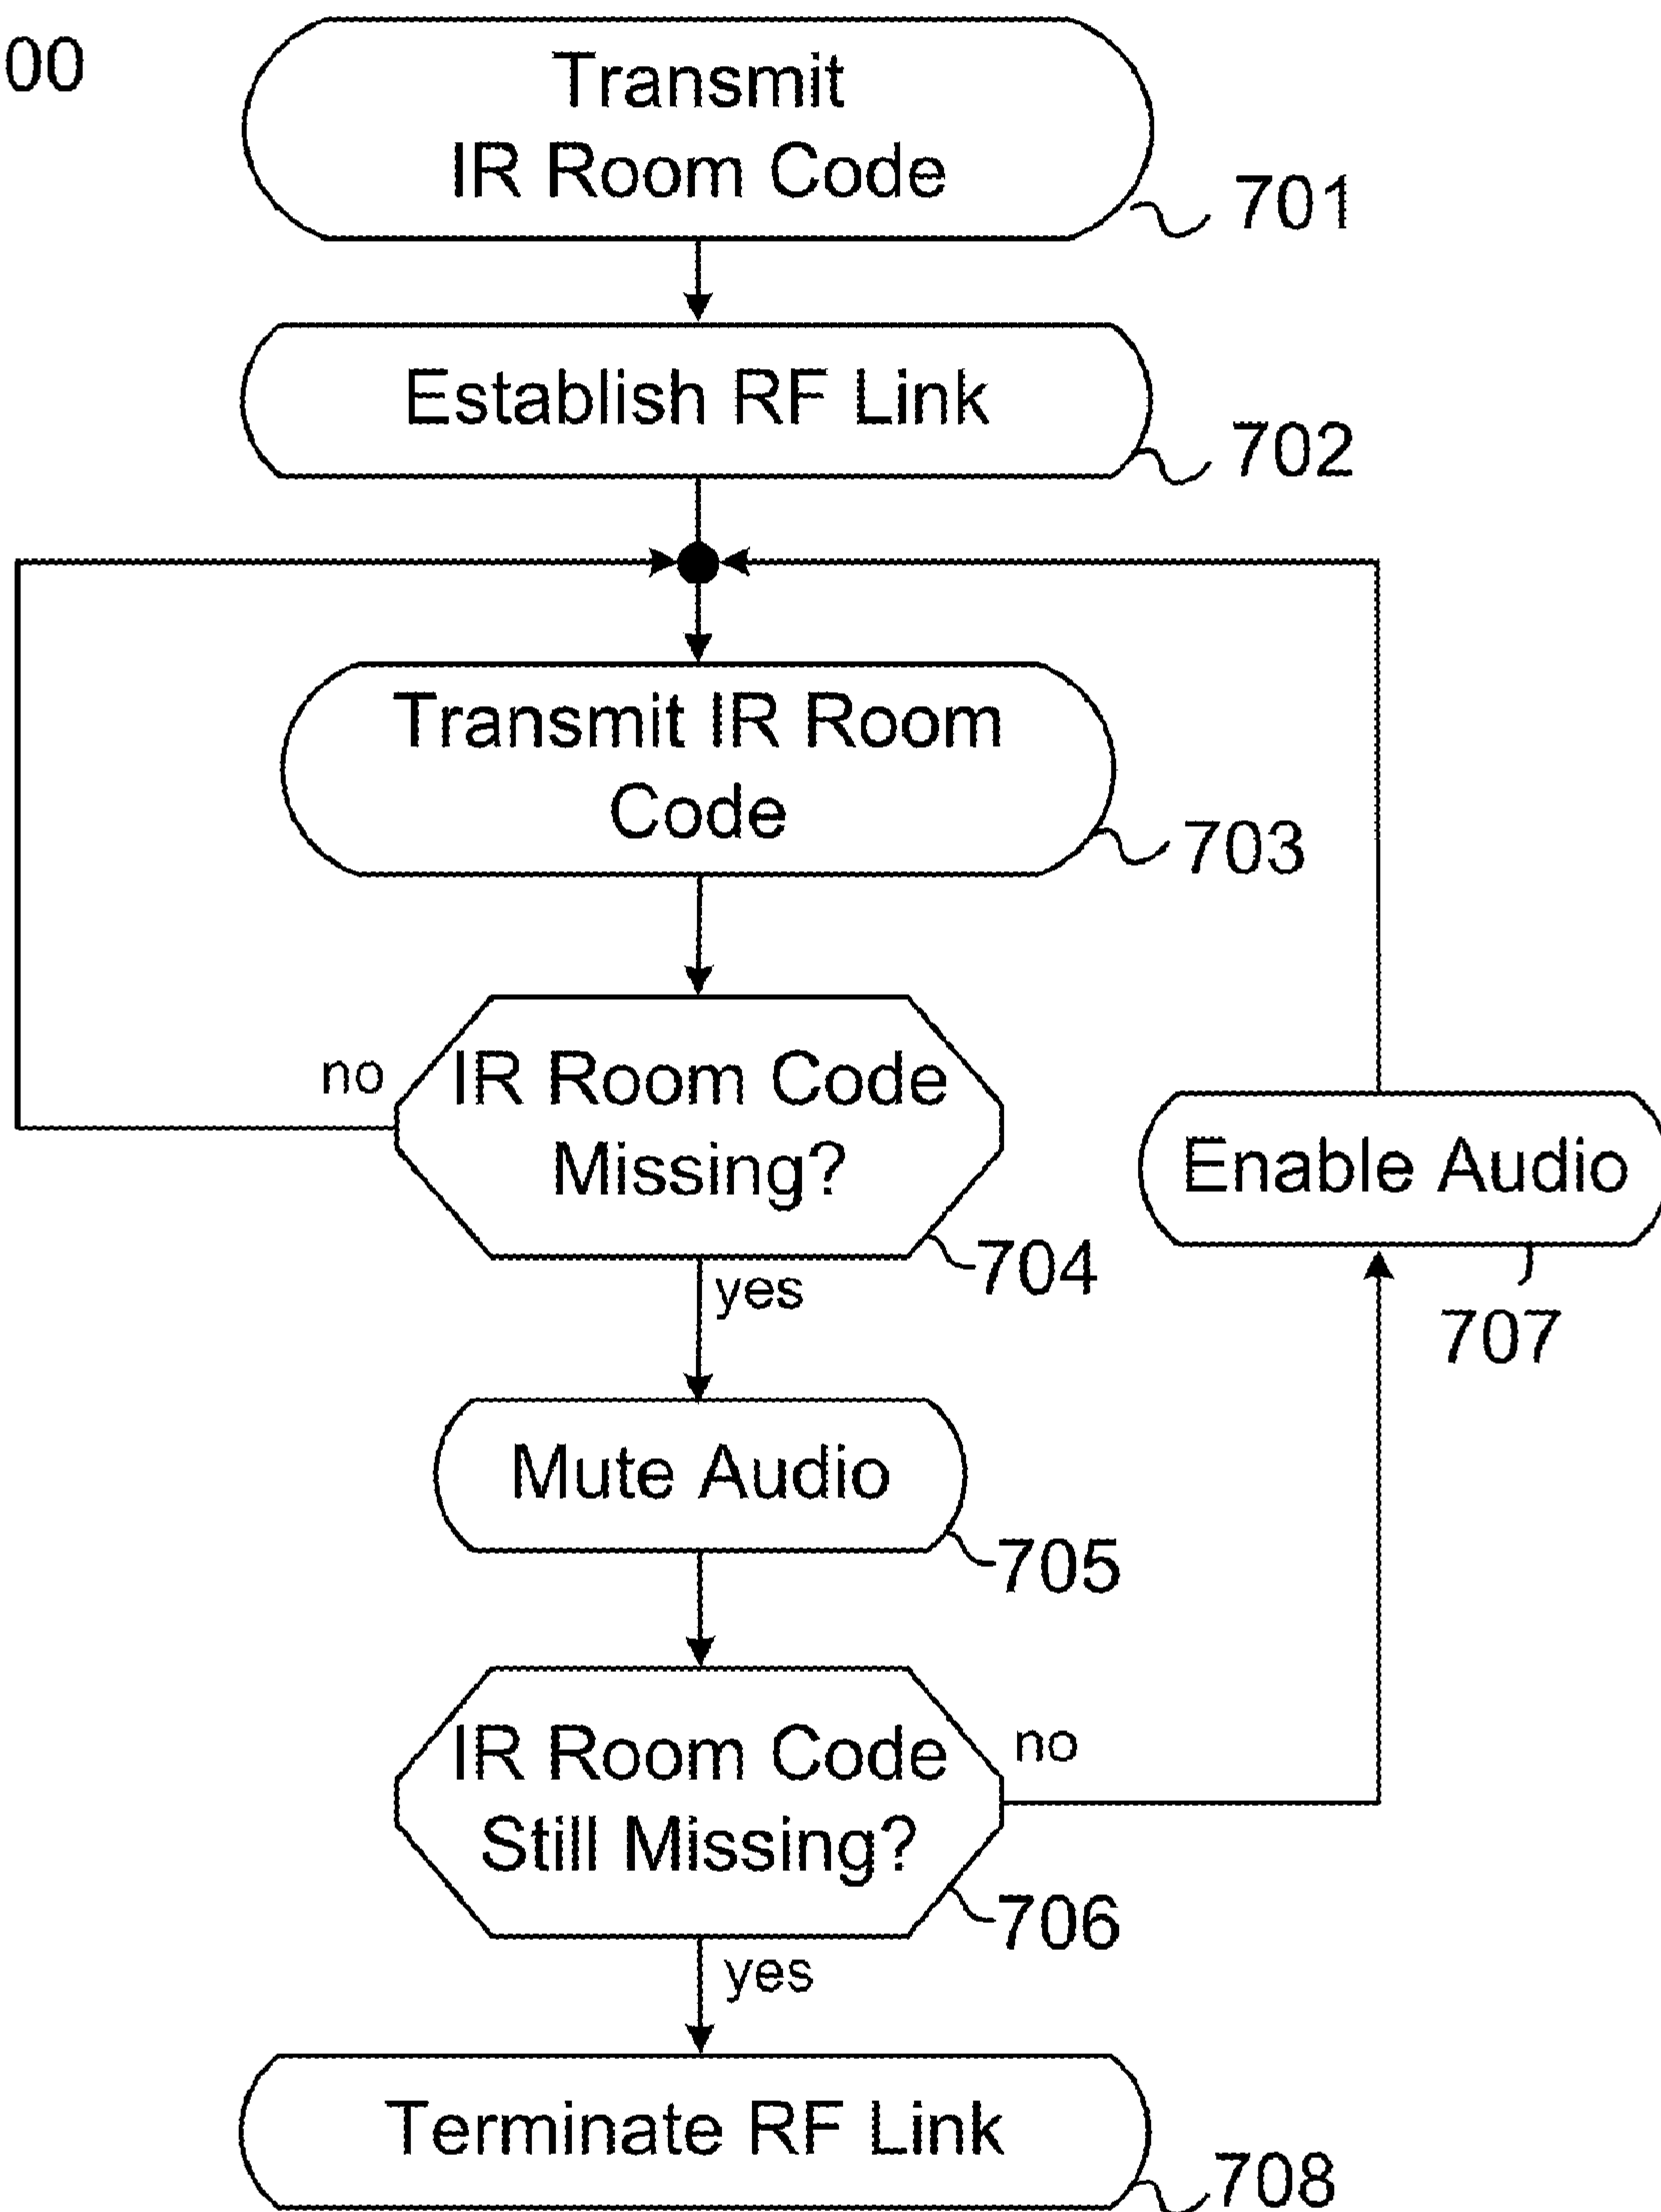 00
Transmit
IR Room Code
701
Establish RF Link
702
Transmit IR Room
Code
703
no
IR Room Code
Missing?
704
yes
Enable Audio
707
Mute Audio
705
IR Room Code
Still Missing?
no
706
yes
Terminate RF Link
708